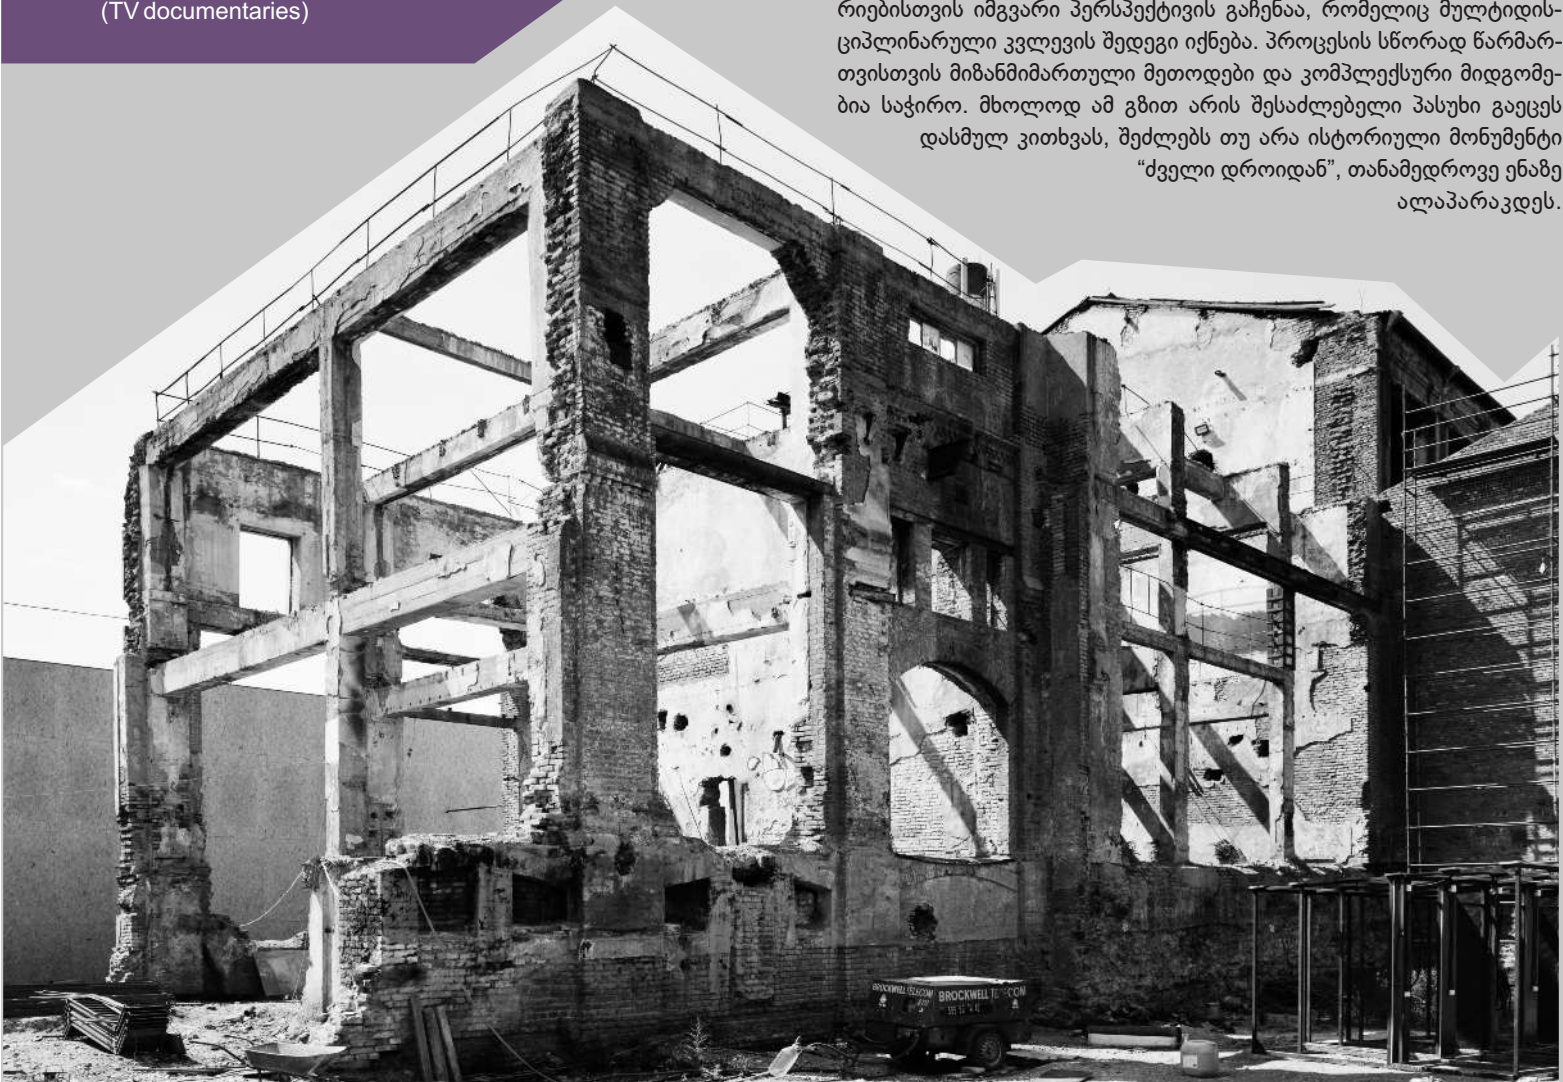 (TV documentaries)
რიებისთვის იმგვარი პერსპექტივის გაჩენაა, რომელიც მულტიდის-
ციპლინარული კვლევის შედეგი იქნება. პროცესის სწორად წარმარ-
თვისთვის მიზანმიმართული მეთოდები და კომპლექსური მიდგომე-
ბია საჭირო. მხოლოდ ამ გზით არის შესაძლებელი პასუხი გაეცეს
დასმულ კითხვას, შეძლებს თუ არა ისტორიული მონუმენტი
“ძველი დროიდან”, თანამედროვე ენაზე
ალაპარაკდეს.
BROCKWELL TELECOM BROCKWELL TELECOM